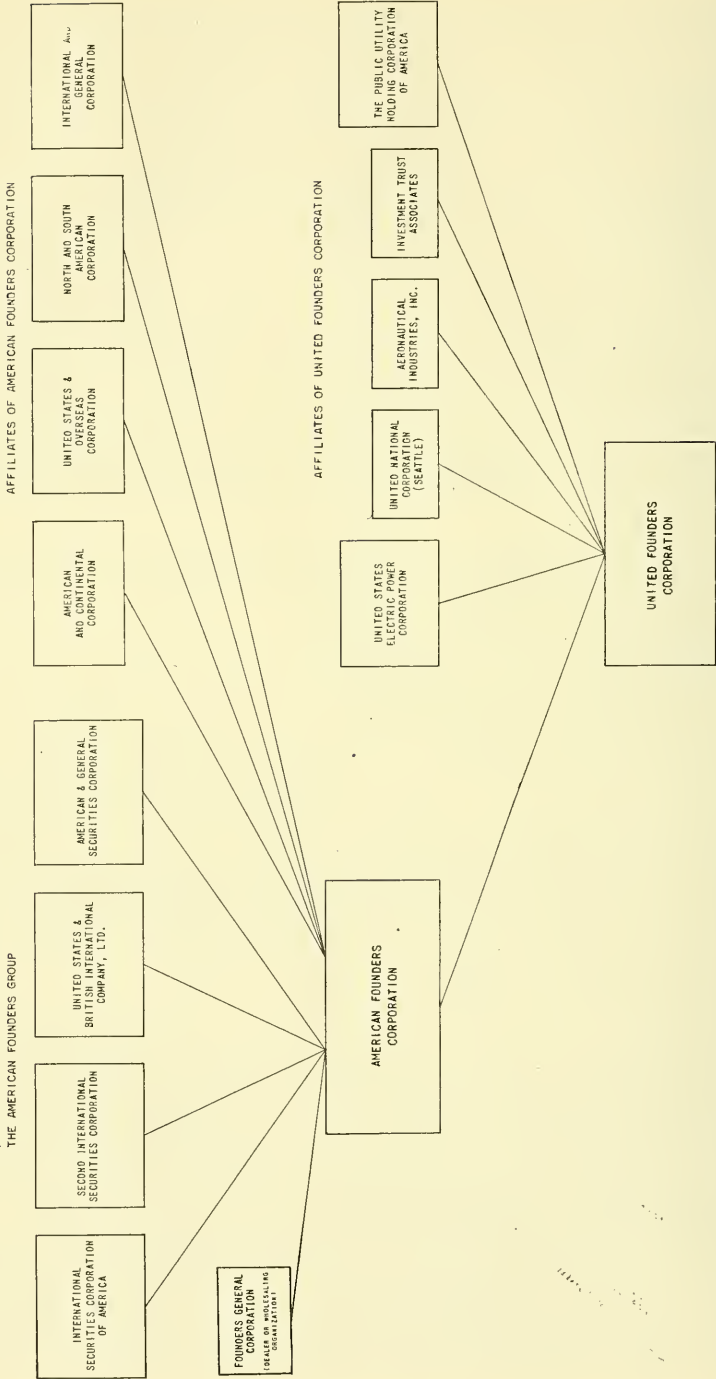 THE AMERICAN FOUNDERS GROUP
AFFILIATES OF AMERICAN FOUNDERS CORPORATION
INTERNATIONAL
SECURITIES CORPORATION
OF AMERICA
SECOND INTERNATIONAL
SECURITIES CORPORATION
UNITED STATES &
BRITISH INTERNATIONAL
COMPANY, LTD.
AMERICAN & GENERAL
SECURITIES CORPORATION
AMERICAN
AND CONTINENTAL
CORPORATION
UNITED STATES &
OVERSEAS
CORPORATION
NORTH AND SOUTH
AMERICAN
CORPORATION
INTERNATIONAL AND
GENERAL
CORPORATION
FOUNDERS GENERAL
CORPORATION
(DEALER OR WHOLESALING
ORGANIZATION)
AMERICAN FOUNDERS
CORPORATION
AFFILIATES OF UNITED FOUNDERS CORPORATION
UNITED STATES
ELECTRIC POWER
CORPORATION
UNITED NATIONAL
CORPORATION
(SEATTLE)
AERONAUTICAL
INDUSTRIES, INC.
INVESTMENT TRUST
ASSOCIATES
THE PUBLIC UTILITY
HOLDING CORPORATION
OF AMERICA
UNITED FOUNDERS
CORPORATION